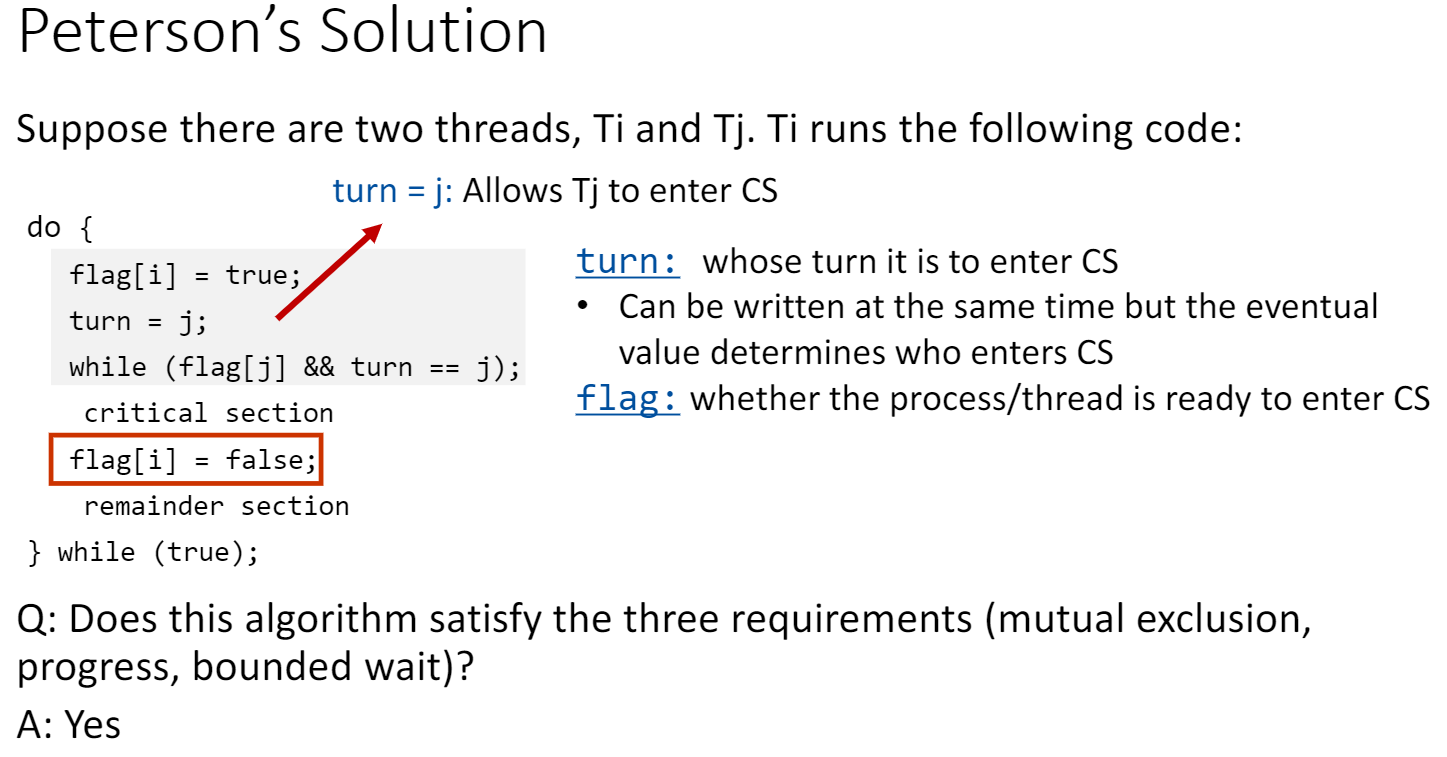 Peterson’s Solution
Suppose there are two threads, Ti and Tj. Ti runs the following code:
turn = j: Allows Tj to enter CS
do {
flag[i] = true;
turn = j;
while (flag[j] && turn == j);
critical section
flag[i] = false;
remainder section
} while (true);
turn: whose turn it is to enter CS
• Can be written at the same time but the eventual
value determines who enters CS
flag: whether the process/thread is ready to enter CS
Q: Does this algorithm satisfy the three requirements (mutual exclusion,
progress, bounded wait)?
A: Yes